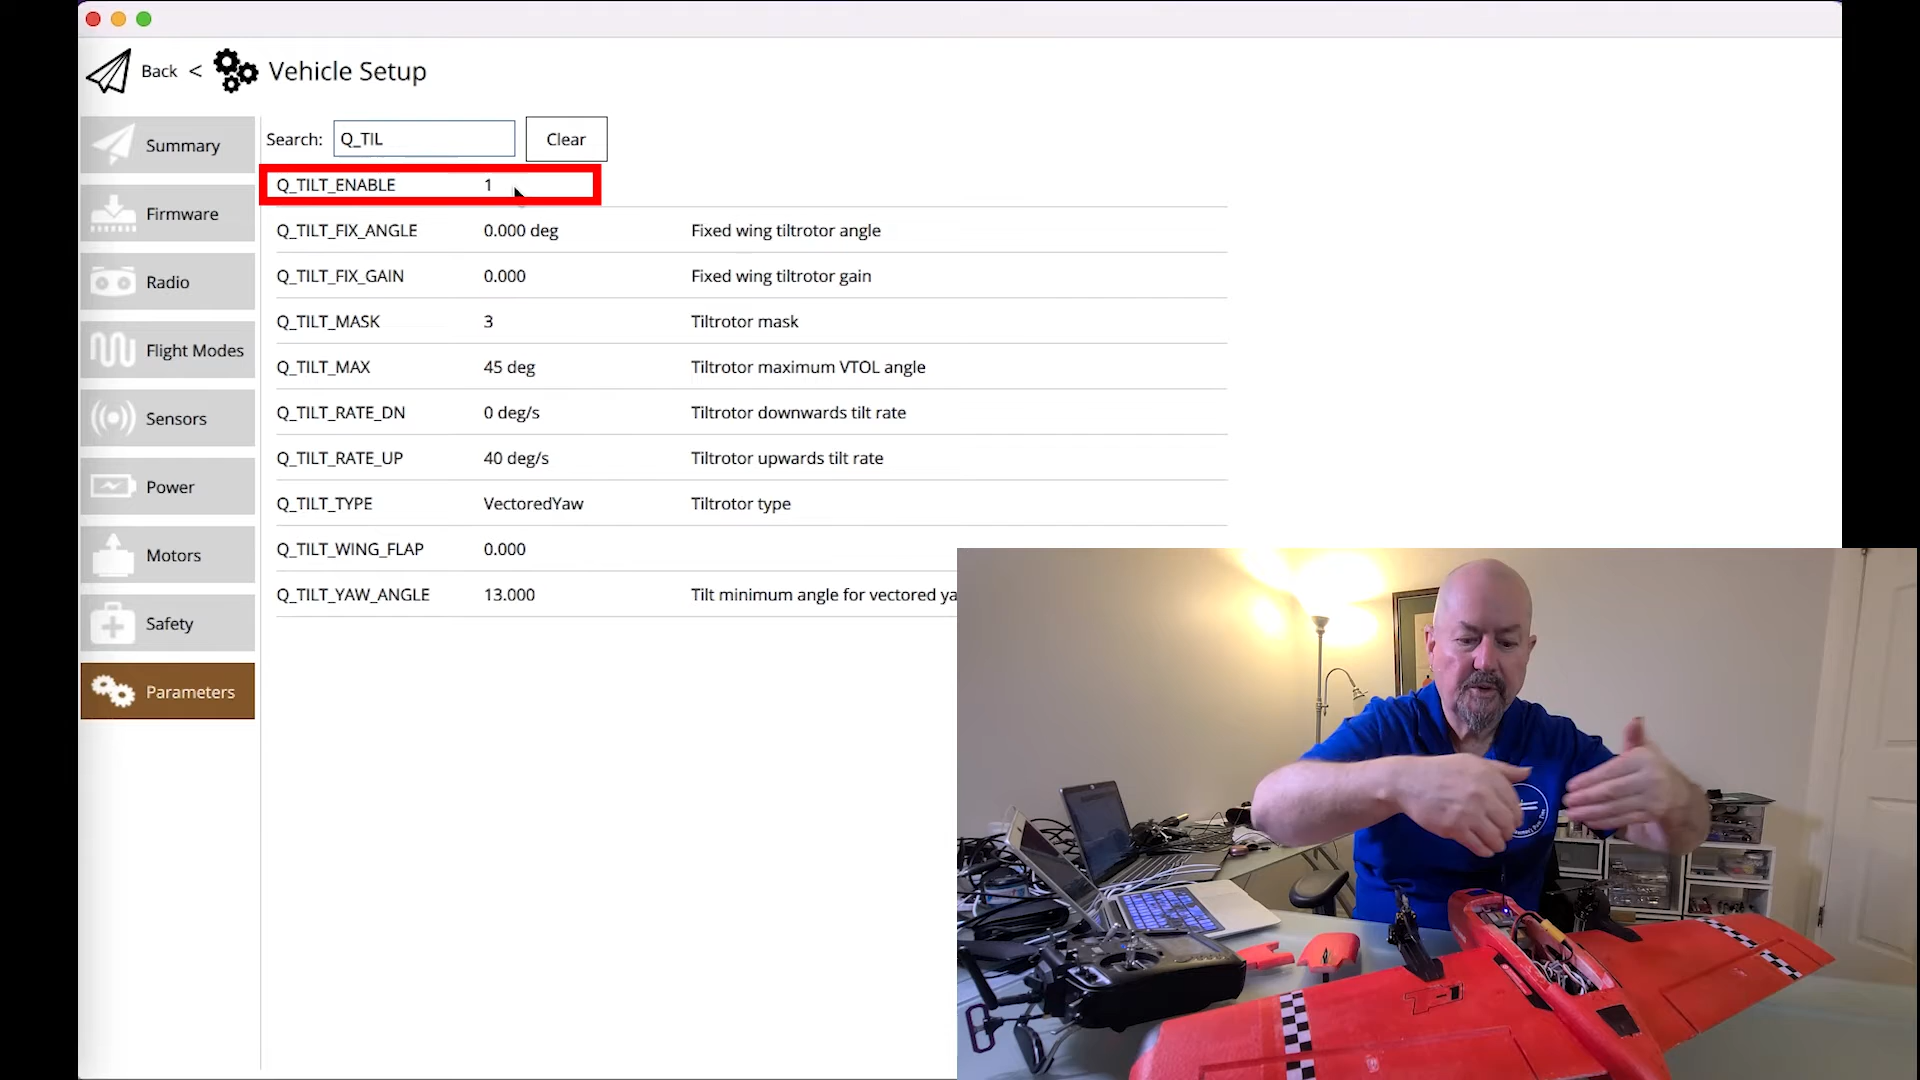 Back < Vehicle Setup
Summary
Firmware
Radio
Flight Modes
Sensors
Power
Motors
Safety
Parameters
Search: Q_TIL Clear
Q_TILT_ENABLE 1
Q_TILT_FIX_ANGLE 0.000 deg Fixed wing tiltrotor angle
Q_TILT_FIX_GAIN 0.000 Fixed wing tiltrotor gain
Q_TILT_MASK 3 Tiltrotor mask
Q_TILT_MAX 45 deg Tiltrotor maximum VTOL angle
Q_TILT_RATE_DN 0 deg/s Tiltrotor downwards tilt rate
Q_TILT_RATE_UP 40 deg/s Tiltrotor upwards tilt rate
Q_TILT_TYPE VectoredYaw Tiltrotor type
Q_TILT_WING_FLAP 0.000
Q_TILT_YAW_ANGLE 13.000 Tilt minimum angle for vectored ya